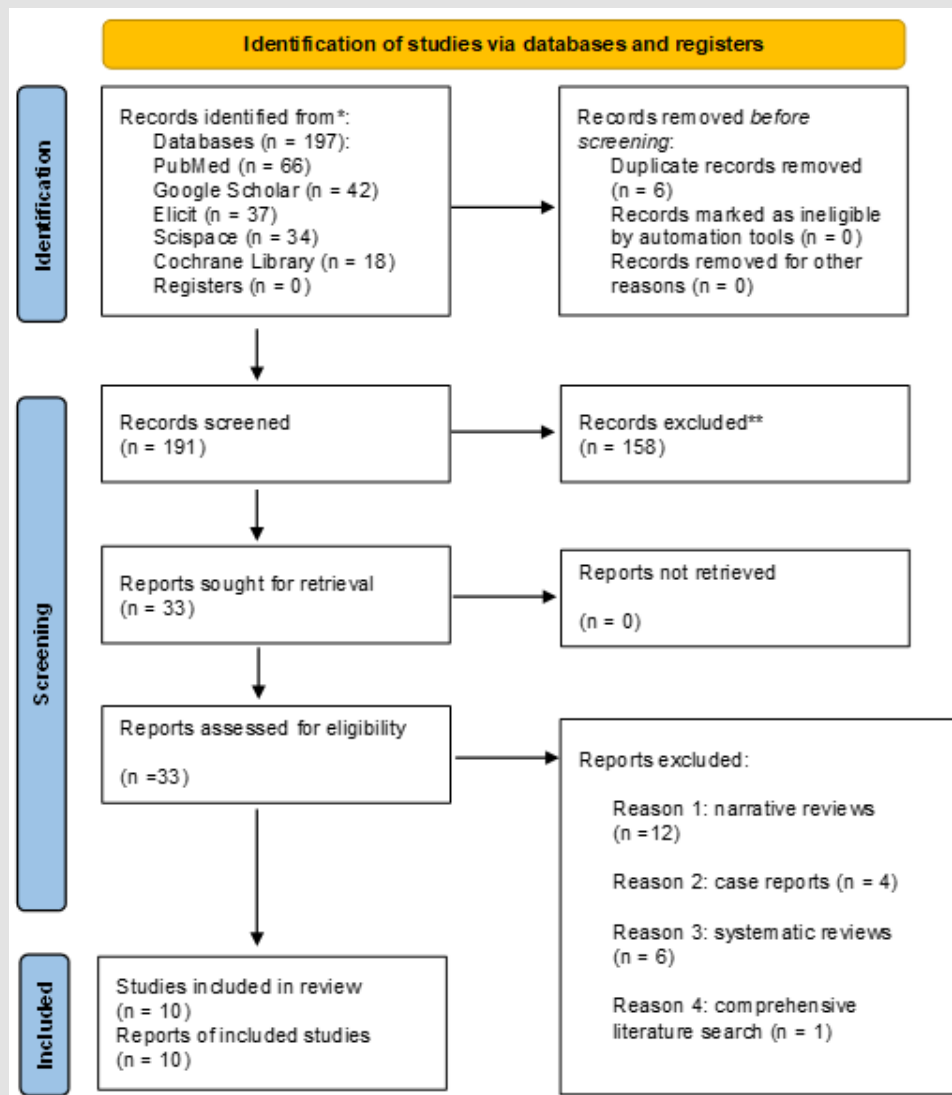 Identification of studies via databases and registers
Identification
Records identified from*:
Databases (n = 197):
PubMed (n = 66)
Google Scholar (n = 42)
Elicit (n = 37)
Scispace (n = 34)
Cochrane Library (n = 18)
Registers (n = 0)
Records removed before
screening:
Duplicate records removed
(n = 6)
Records marked as ineligible
by automation tools (n = 0)
Records removed for other
reasons (n = 0)
Screening
Records screened
(n = 191)
Records excluded**
(n = 158)
Reports sought for retrieval
(n = 33)
Reports not retrieved
(n = 0)
Reports assessed for eligibility
(n =33)
Reports excluded:
Reason 1: narrative reviews
(n =12)
Reason 2: case reports (n = 4)
Reason 3: systematic reviews
(n = 6)
Reason 4: comprehensive
literature search (n = 1)
Included
Studies included in review
(n = 10)
Reports of included studies
(n = 10)